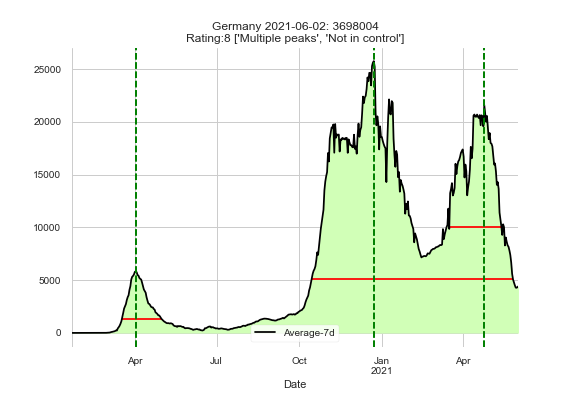 Germany 2021-06-02: 3698004
Rating:8 ['Multiple peaks', 'Not in control']
25000
20000
15000
10000
5000
0
Average-7d
Apr
Jul
Oct
Jan
2021
Apr
Date